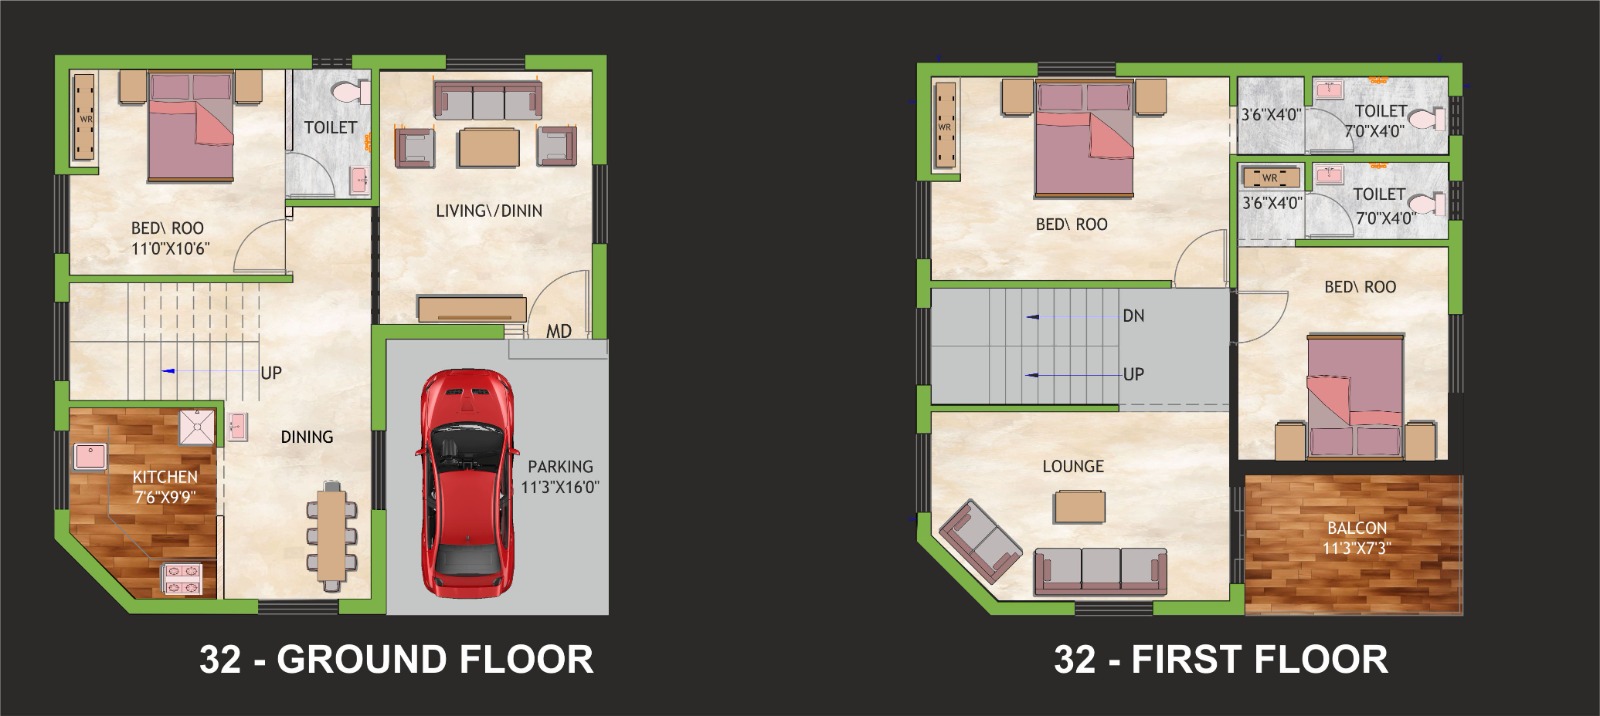 WR
TOILET
BED\ ROO
11'0"X10'6"
LIVING\/DININ
MD
UP
DINING
KITCHEN
7'6"X9'9"
PARKING
11'3"X16'0"
32 - GROUND FLOOR
WR
BED\ ROO
3'6"X4'0"
TOILET
7'0"X4'0"
WR
3'6"X4'0"
TOILET
7'0"X4'0"
BED\ ROO
DN
UP
LOUNGE
BALCON
11'3"X7'3"
32 - FIRST FLOOR